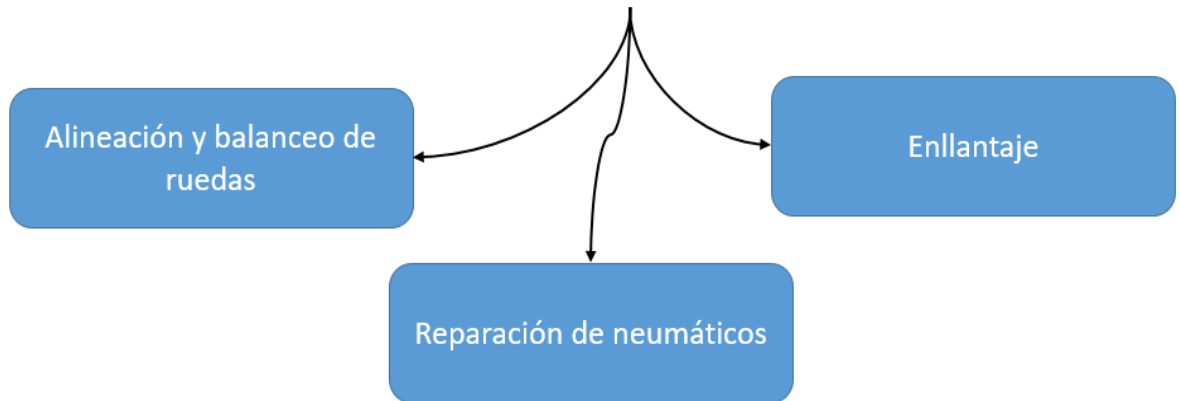 Alineación y balanceo de
ruedas
Enllantaje
Reparación de neumáticos